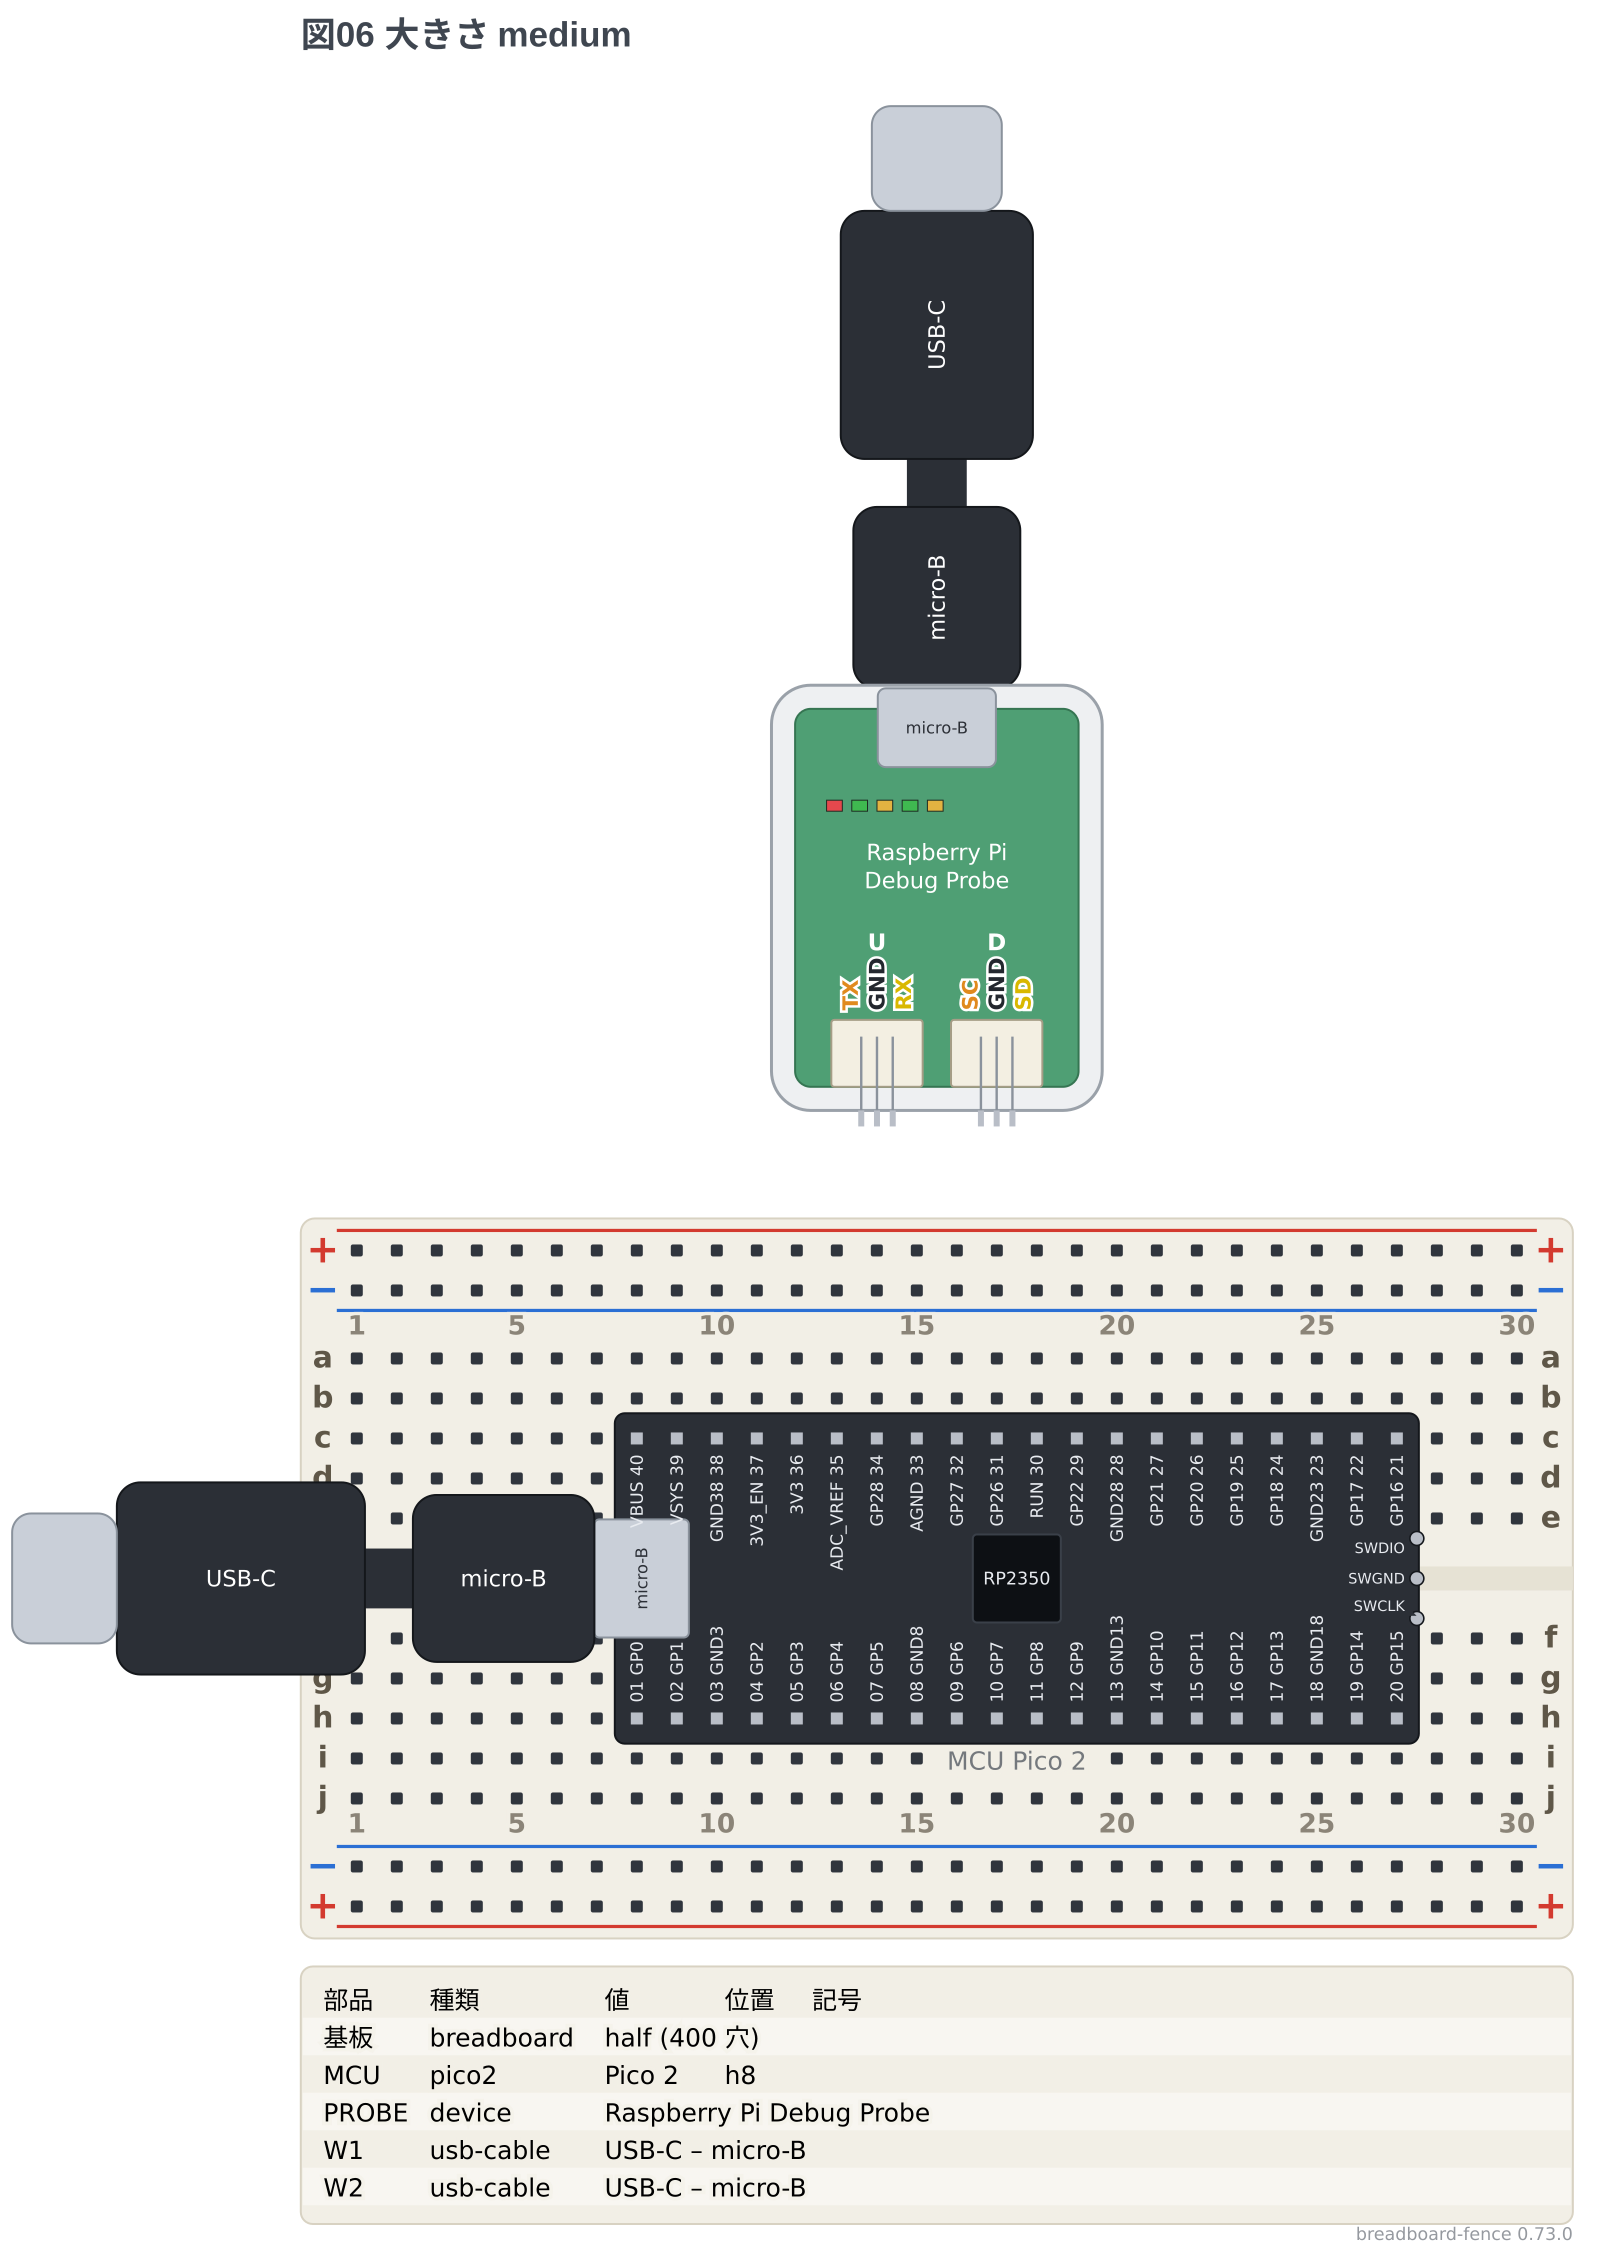 図06 大きさ medium
USB-C
micro-B
micro-B
Raspberry Pi
Debug Probe
U D
TX GND RX SC GND SD
+ +
− −
1 5 10 15 20 25 30
a a
b b
c c
d d
e
VBUS 40 VSYS 39 GND38 38 3V3_EN 37 3V3 36 ADC_VREF 35 GP28 34 AGND 33 GP27 32 GP26 31 RUN 30 GP22 29 GND28 28 GP21 27 GP20 26 GP19 25 GP18 24 GND23 23 GP17 22 GP16 21
SWDIO
USB-C micro-B micro-B RP2350 SWGND
SWCLK
01 GP0 02 GP1 03 GND3 04 GP2 05 GP3 06 GP4 07 GP5 08 GND8 09 GP6 10 GP7 11 GP8 12 GP9 13 GND13 14 GP10 15 GP11 16 GP12 17 GP13 18 GND18 19 GP14 20 GP15
f
g g
h h
MCU Pico 2
i i
j j
1 5 10 15 20 25 30
− −
+ +
部品 種類 値 位置 記号
基板 breadboard half (400 穴)
MCU pico2 Pico 2 h8
PROBE device Raspberry Pi Debug Probe
W1 usb-cable USB-C – micro-B
W2 usb-cable USB-C – micro-B
breadboard-fence 0.73.0